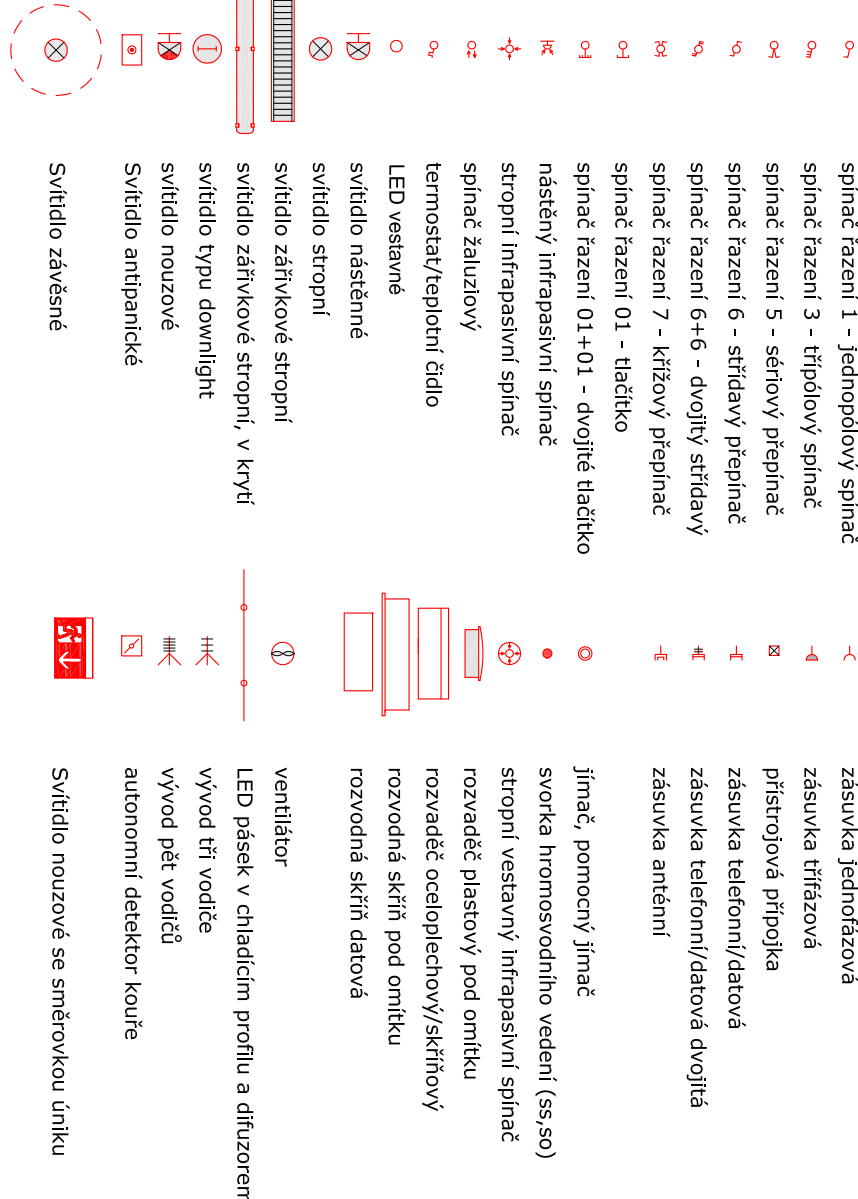 spínač řazení 1 - jednopólový spínač
spínač řazení 3 - třípólový spínač
spínač řazení 5 - sériový přepínač
spínač řazení 6 - střídavý přepínač
spínač řazení 6+6 - dvojitý střídavý
spínač řazení 7 - křížový přepínač
spínač řazení 01 - tlačítko
spínač řazení 01+01 - dvojité tlačítko
nástěný infrapasivní spínač
stropní infrapasivní spínač
spínač žaluziový
termostat/teplotní čidlo
LED vestavné
svítidlo nástěnné
svítidlo stropní
svítidlo zářivkové stropní
svítidlo zářivkové stropní, v krytí
svítidlo typu downlight
svítidlo nouzové
Svítidlo antipanické
Svítidlo závěsné
zásuvka jednofázová
zásuvka třífázová
přístrojová přípojka
zásuvka telefonní/datová
zásuvka telefonní/datová dvojitá
zásuvka anténní
jímač, pomocný jímač
svorka hromosvodního vedení (ss,so)
stropní vestavný infrapasivní spínač
rozvaděč plastový pod omítku
rozvaděč oceloplechový/skříňový
rozvodná skříň pod omítku
rozvodná skříň datová
ventilátor
LED pásek v chladícím profilu a difuzorem
vývod tři vodiče
vývod pět vodičů
autonomní detektor kouře
Svítidlo nouzové se směrovkou úniku